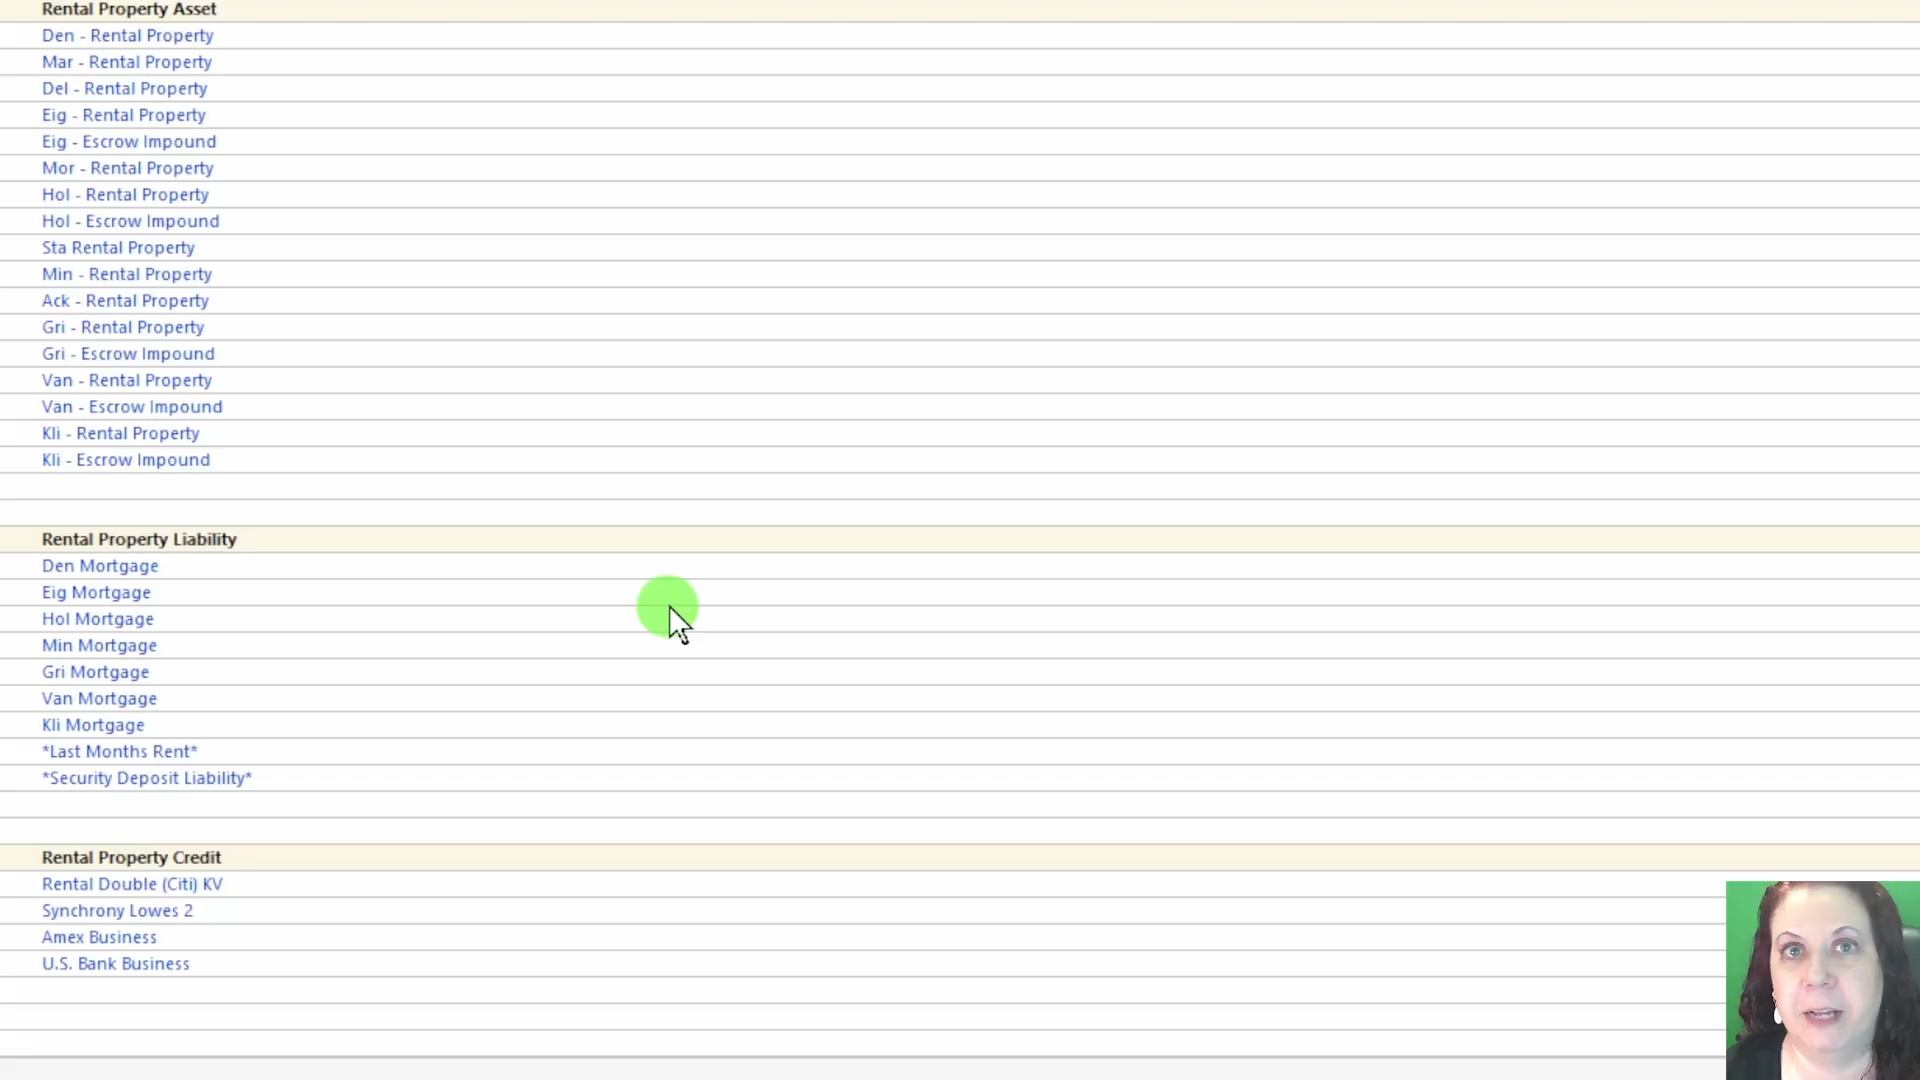 Rental Property Asset
Den - Rental Property
Mar - Rental Property
Del - Rental Property
Eig - Rental Property
Eig - Escrow Impound
Mor - Rental Property
Hol - Rental Property
Hol - Escrow Impound
Sta Rental Property
Min - Rental Property
Ack - Rental Property
Gri - Rental Property
Gri - Escrow Impound
Van - Rental Property
Van - Escrow Impound
Kli - Rental Property
Kli - Escrow Impound
Rental Property Liability
Den Mortgage
Eig Mortgage
Hol Mortgage
Min Mortgage
Gri Mortgage
Van Mortgage
Kli Mortgage
*Last Months Rent*
*Security Deposit Liability*
Rental Property Credit
Rental Double (Citi) KV
Synchrony Lowes 2
Amex Business
U.S. Bank Business